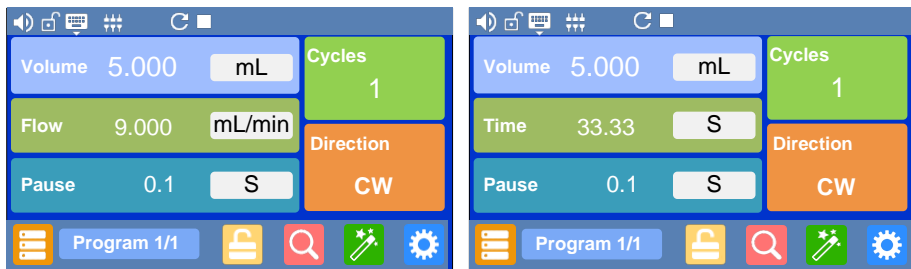 Volume 5.000 mL
Cycles
1
Flow 9.000 mL/min
Direction
CW
Pause 0.1 S
Program 1/1
Volume 5.000 mL
Cycles
1
Time 33.33 S
Direction
CW
Pause 0.1 S
Program 1/1